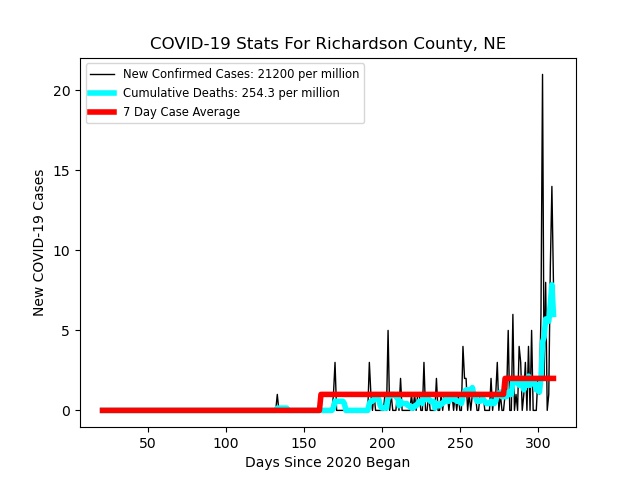 COVID-19 Stats For Richardson County, NE
New Confirmed Cases: 21200 per million
Cumulative Deaths: 254.3 per million
7 Day Case Average
New COVID-19 Cases
20
15
10
5
0
50 100 150 200 250 300
Days Since 2020 Began